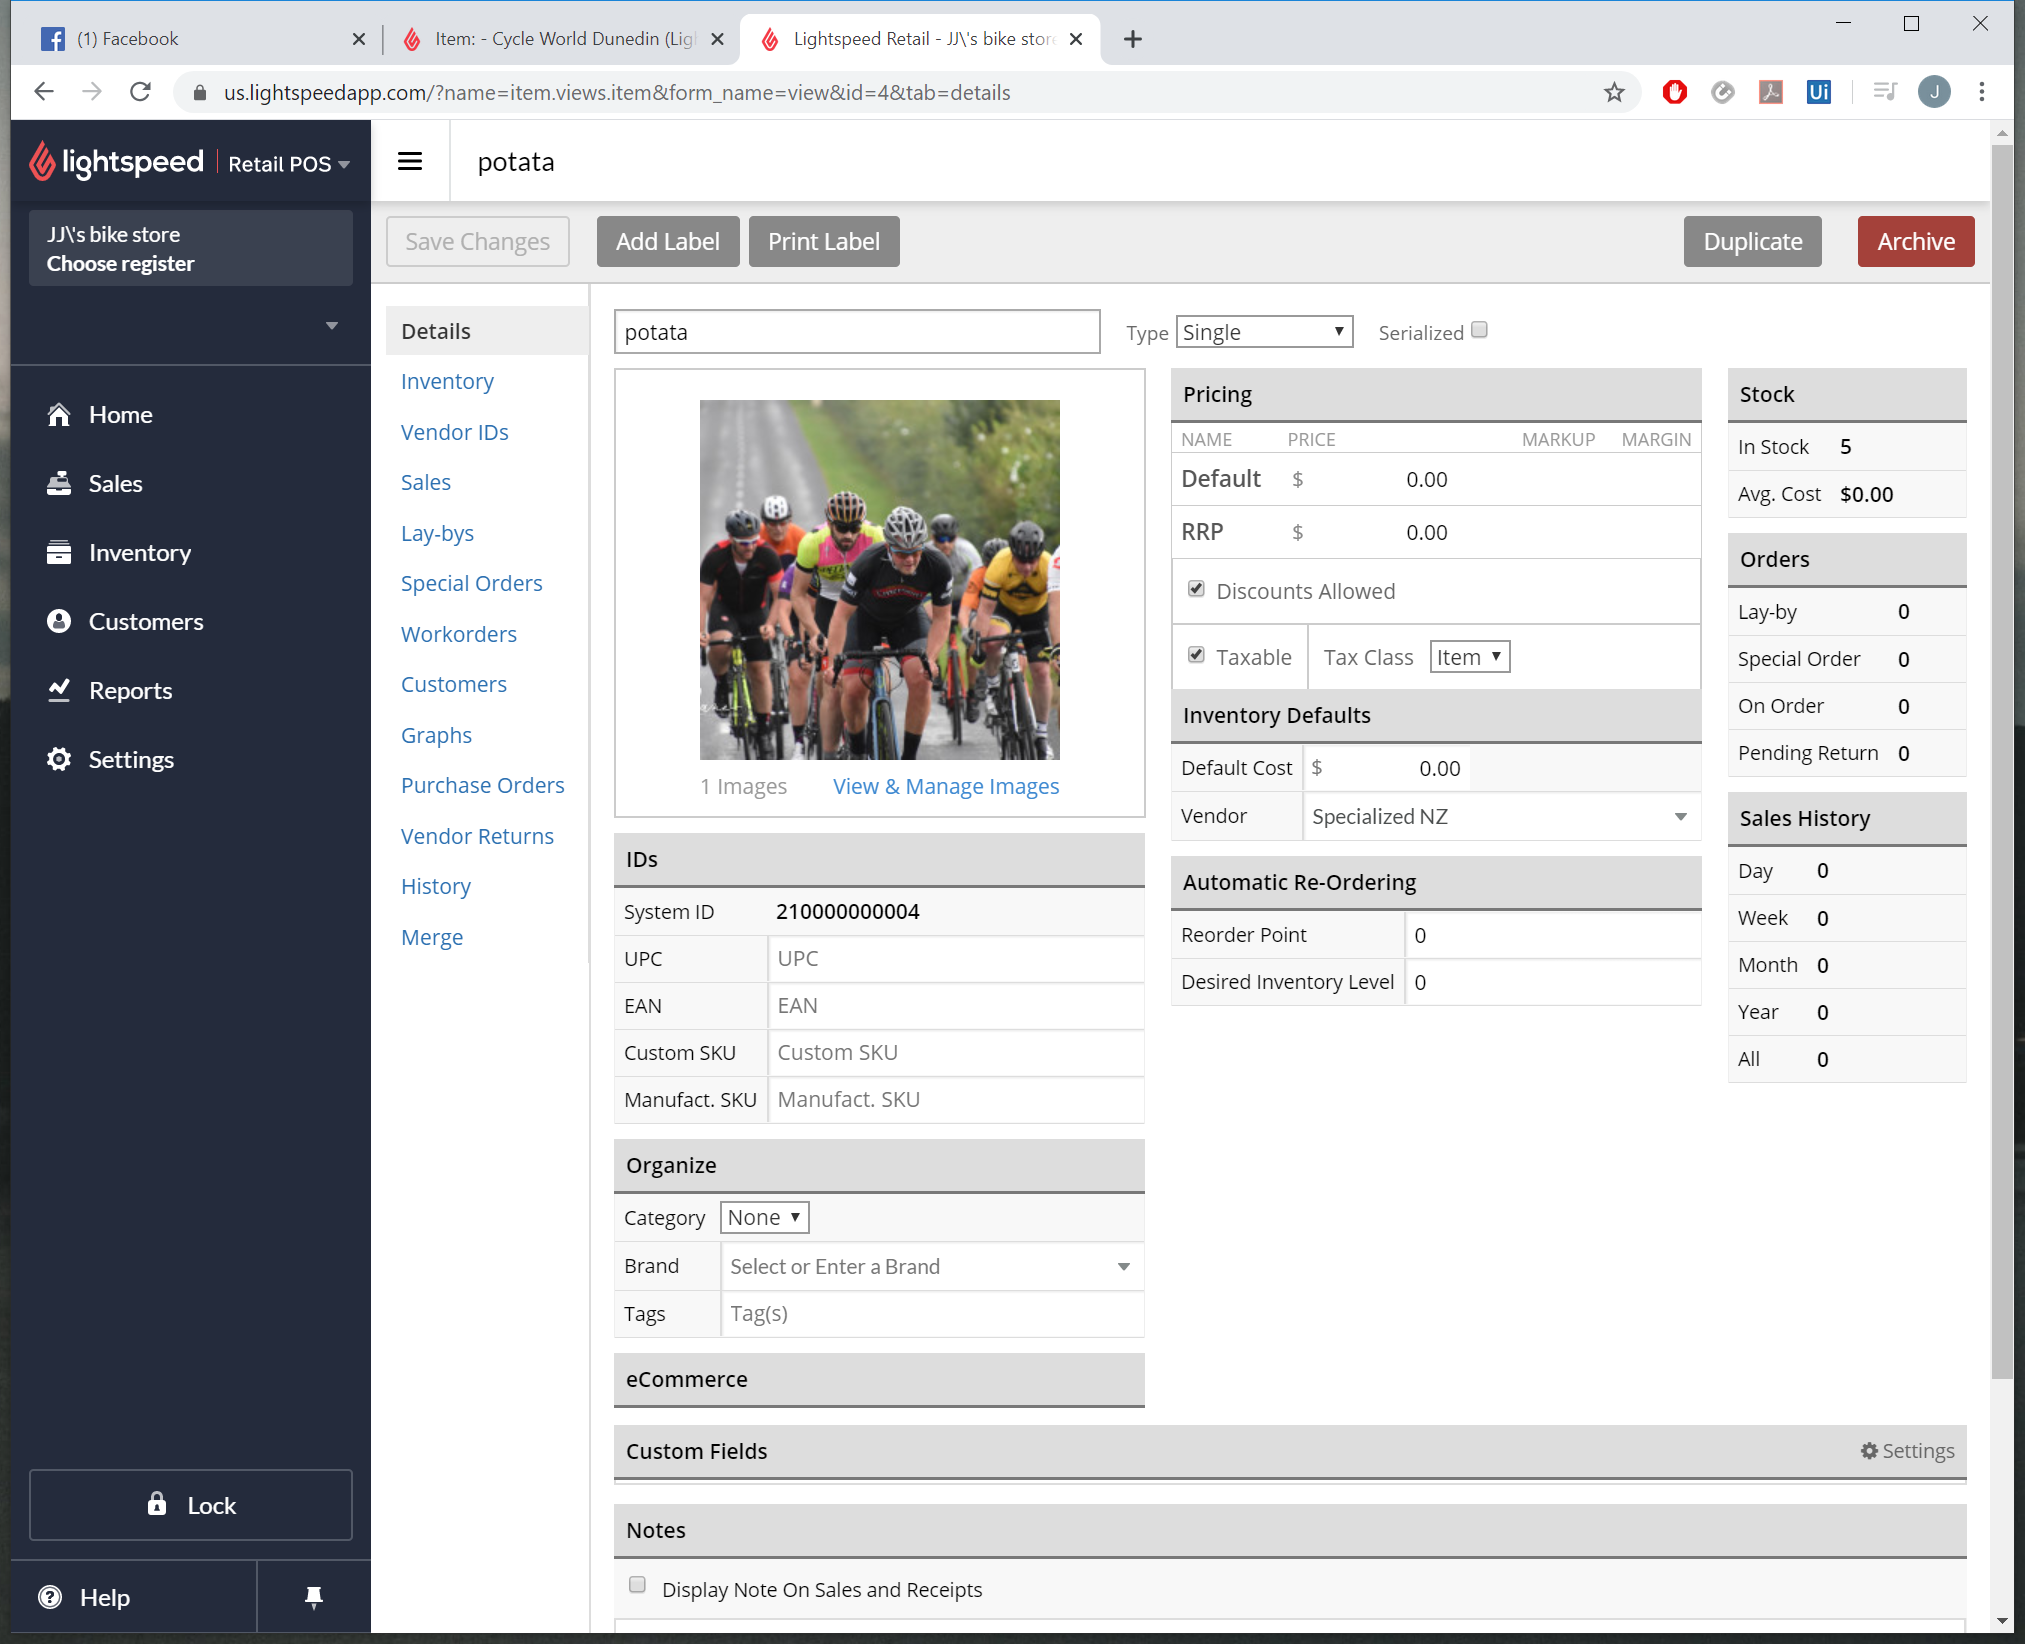 (1) Facebook
Item: - Cycle World Dunedin (Lig
Lightspeed Retail - JJ\'s bike store
us.lightspeedapp.com/?name=item.views.item&form_name=view&id=4&tab=details
Ui
J
lightspeed
Retail POS
potata
JJ\'s bike store
Choose register
Save Changes
Add Label
Print Label
Duplicate
Archive
Home
Sales
Inventory
Customers
Reports
Settings
Lock
Help
Details
Inventory
Vendor IDs
Sales
Lay-bys
Special Orders
Workorders
Customers
Graphs
Purchase Orders
Vendor Returns
History
Merge
potata
Type Single
Serialized
1 Images
View & Manage Images
IDs
System ID 210000000004
UPC UPC
EAN EAN
Custom SKU Custom SKU
Manufact. SKU Manufact. SKU
Organize
Category None
Brand Select or Enter a Brand
Tags Tag(s)
eCommerce
Pricing
NAME PRICE MARKUP MARGIN
Default $ 0.00
RRP $ 0.00
Discounts Allowed
Taxable Tax Class Item
Inventory Defaults
Default Cost $ 0.00
Vendor Specialized NZ
Automatic Re-Ordering
Reorder Point 0
Desired Inventory Level 0
Stock
In Stock 5
Avg. Cost $0.00
Orders
Lay-by 0
Special Order 0
On Order 0
Pending Return 0
Sales History
Day 0
Week 0
Month 0
Year 0
All 0
Custom Fields
Settings
Notes
Display Note On Sales and Receipts